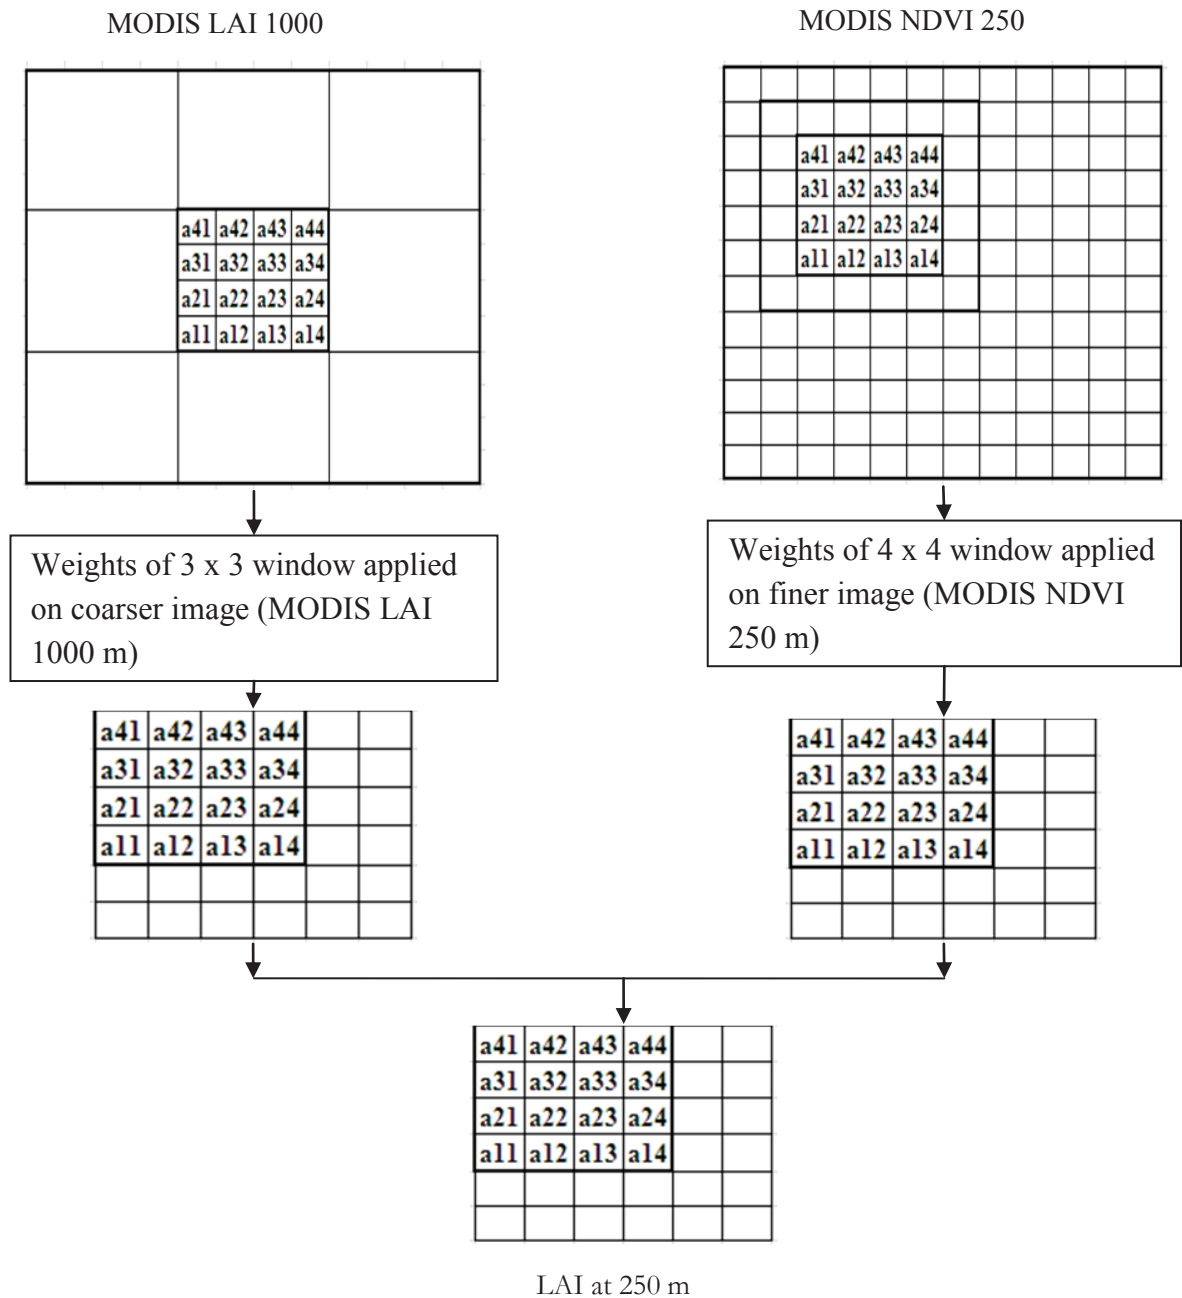 MODIS LAI 1000
MODIS NDVI 250
a41 a42 a43 a44
a31 a32 a33 a34
a21 a22 a23 a24
a11 a12 a13 a14
a41 a42 a43 a44
a31 a32 a33 a34
a21 a22 a23 a24
a11 a12 a13 a14
Weights of 3 x 3 window applied
on coarser image (MODIS LAI
1000 m)
Weights of 4 x 4 window applied
on finer image (MODIS NDVI
250 m)
a41 a42 a43 a44
a31 a32 a33 a34
a21 a22 a23 a24
a11 a12 a13 a14
a41 a42 a43 a44
a31 a32 a33 a34
a21 a22 a23 a24
a11 a12 a13 a14
a41 a42 a43 a44
a31 a32 a33 a34
a21 a22 a23 a24
a11 a12 a13 a14
LAI at 250 m